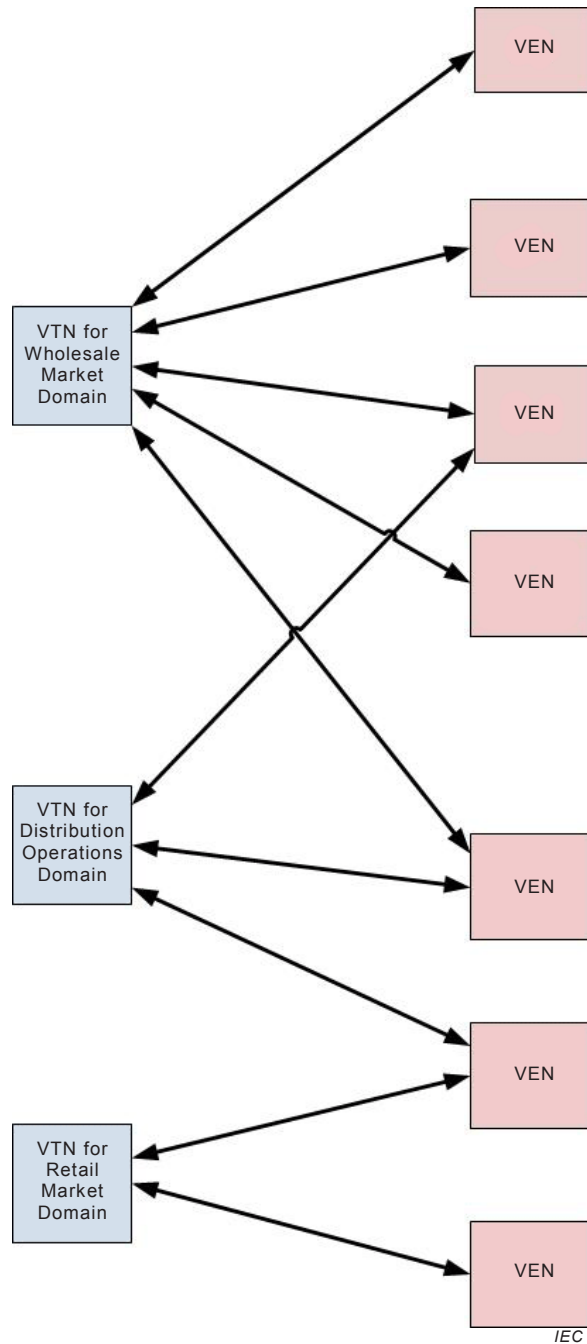 VEN
VEN
VTN for
Wholesale
Market
Domain
VEN
VEN
VTN for
Distribution
Operations
Domain
VEN
VEN
VTN for
Retail
Market
Domain
VEN
IEC